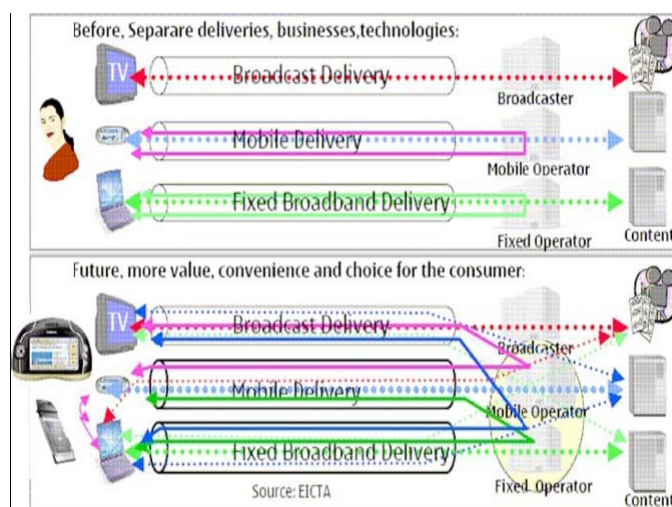 Before, Separare deliveries, businesses,technologies:
TV
Broadcast Delivery
Broadcaster
Mobile Delivery
Mobile Operator
Fixed Broadband Delivery
Fixed Operator
Content
Future, more value, convenience and choice for the consumer:
TV
Broadcast Delivery
Broadcaster
Mobile Delivery
Mobile Operator
Fixed Broadband Delivery
Fixed Operator
Source: EICTA
Content